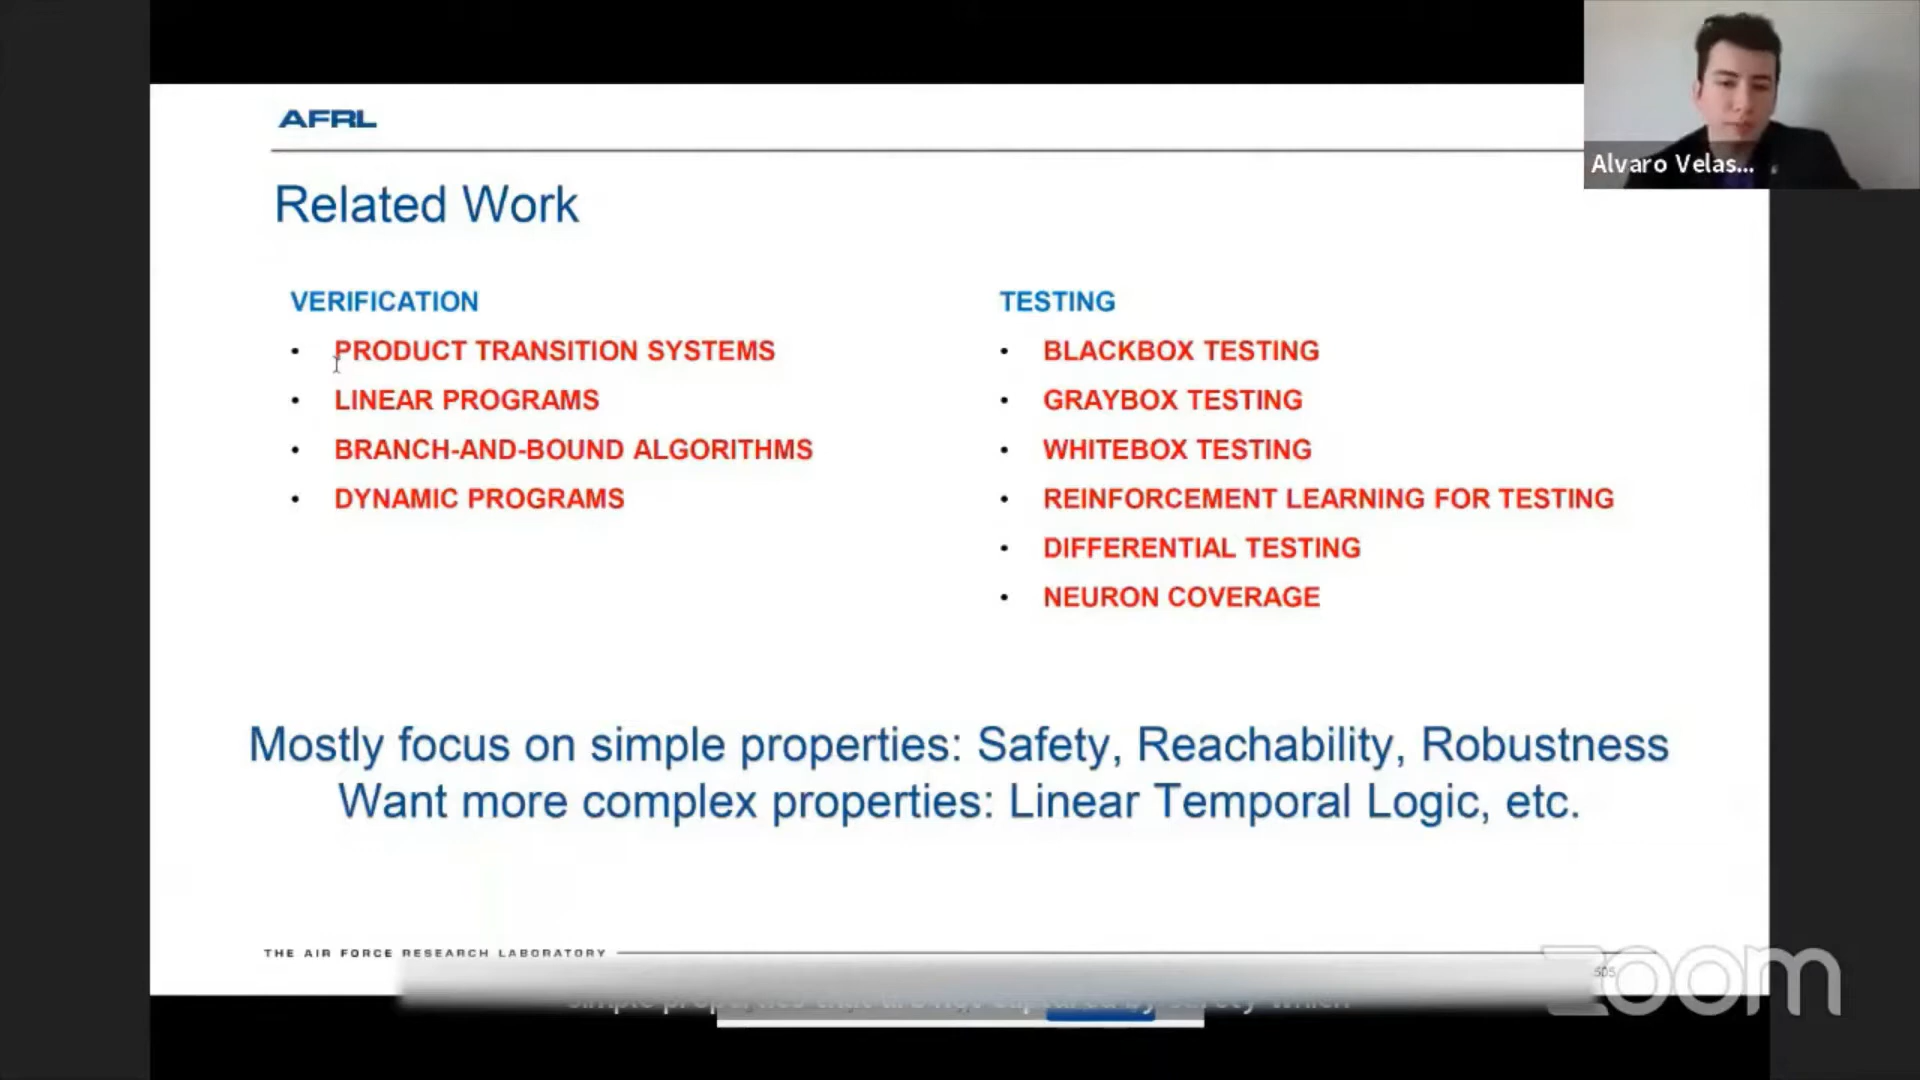 AFRL
Alvaro Velas...
Related Work
VERIFICATION
• PRODUCT TRANSITION SYSTEMS
• LINEAR PROGRAMS
• BRANCH-AND-BOUND ALGORITHMS
• DYNAMIC PROGRAMS
TESTING
• BLACKBOX TESTING
• GRAYBOX TESTING
• WHITEBOX TESTING
• REINFORCEMENT LEARNING FOR TESTING
• DIFFERENTIAL TESTING
• NEURON COVERAGE
Mostly focus on simple properties: Safety, Reachability, Robustness
Want more complex properties: Linear Temporal Logic, etc.
THE AIR FORCE RESEARCH LABORATORY
zoom